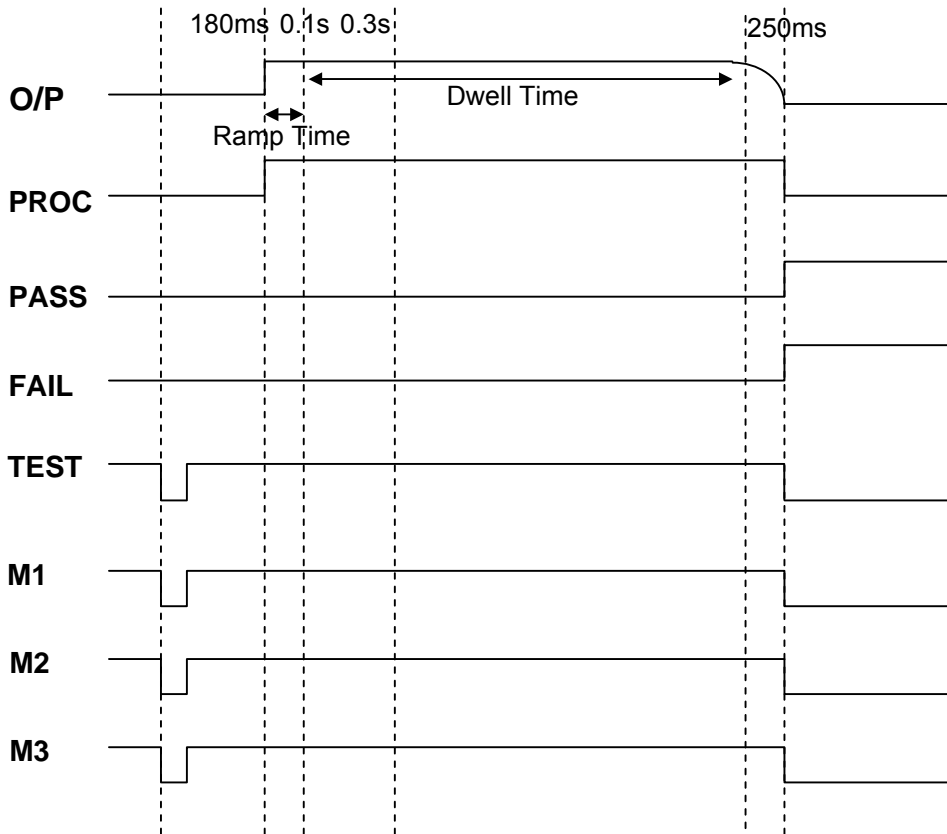 180ms 0.1s 0.3s 250ms
O/P
Dwell Time
Ramp Time
PROC
PASS
FAIL
TEST
M1
M2
M3